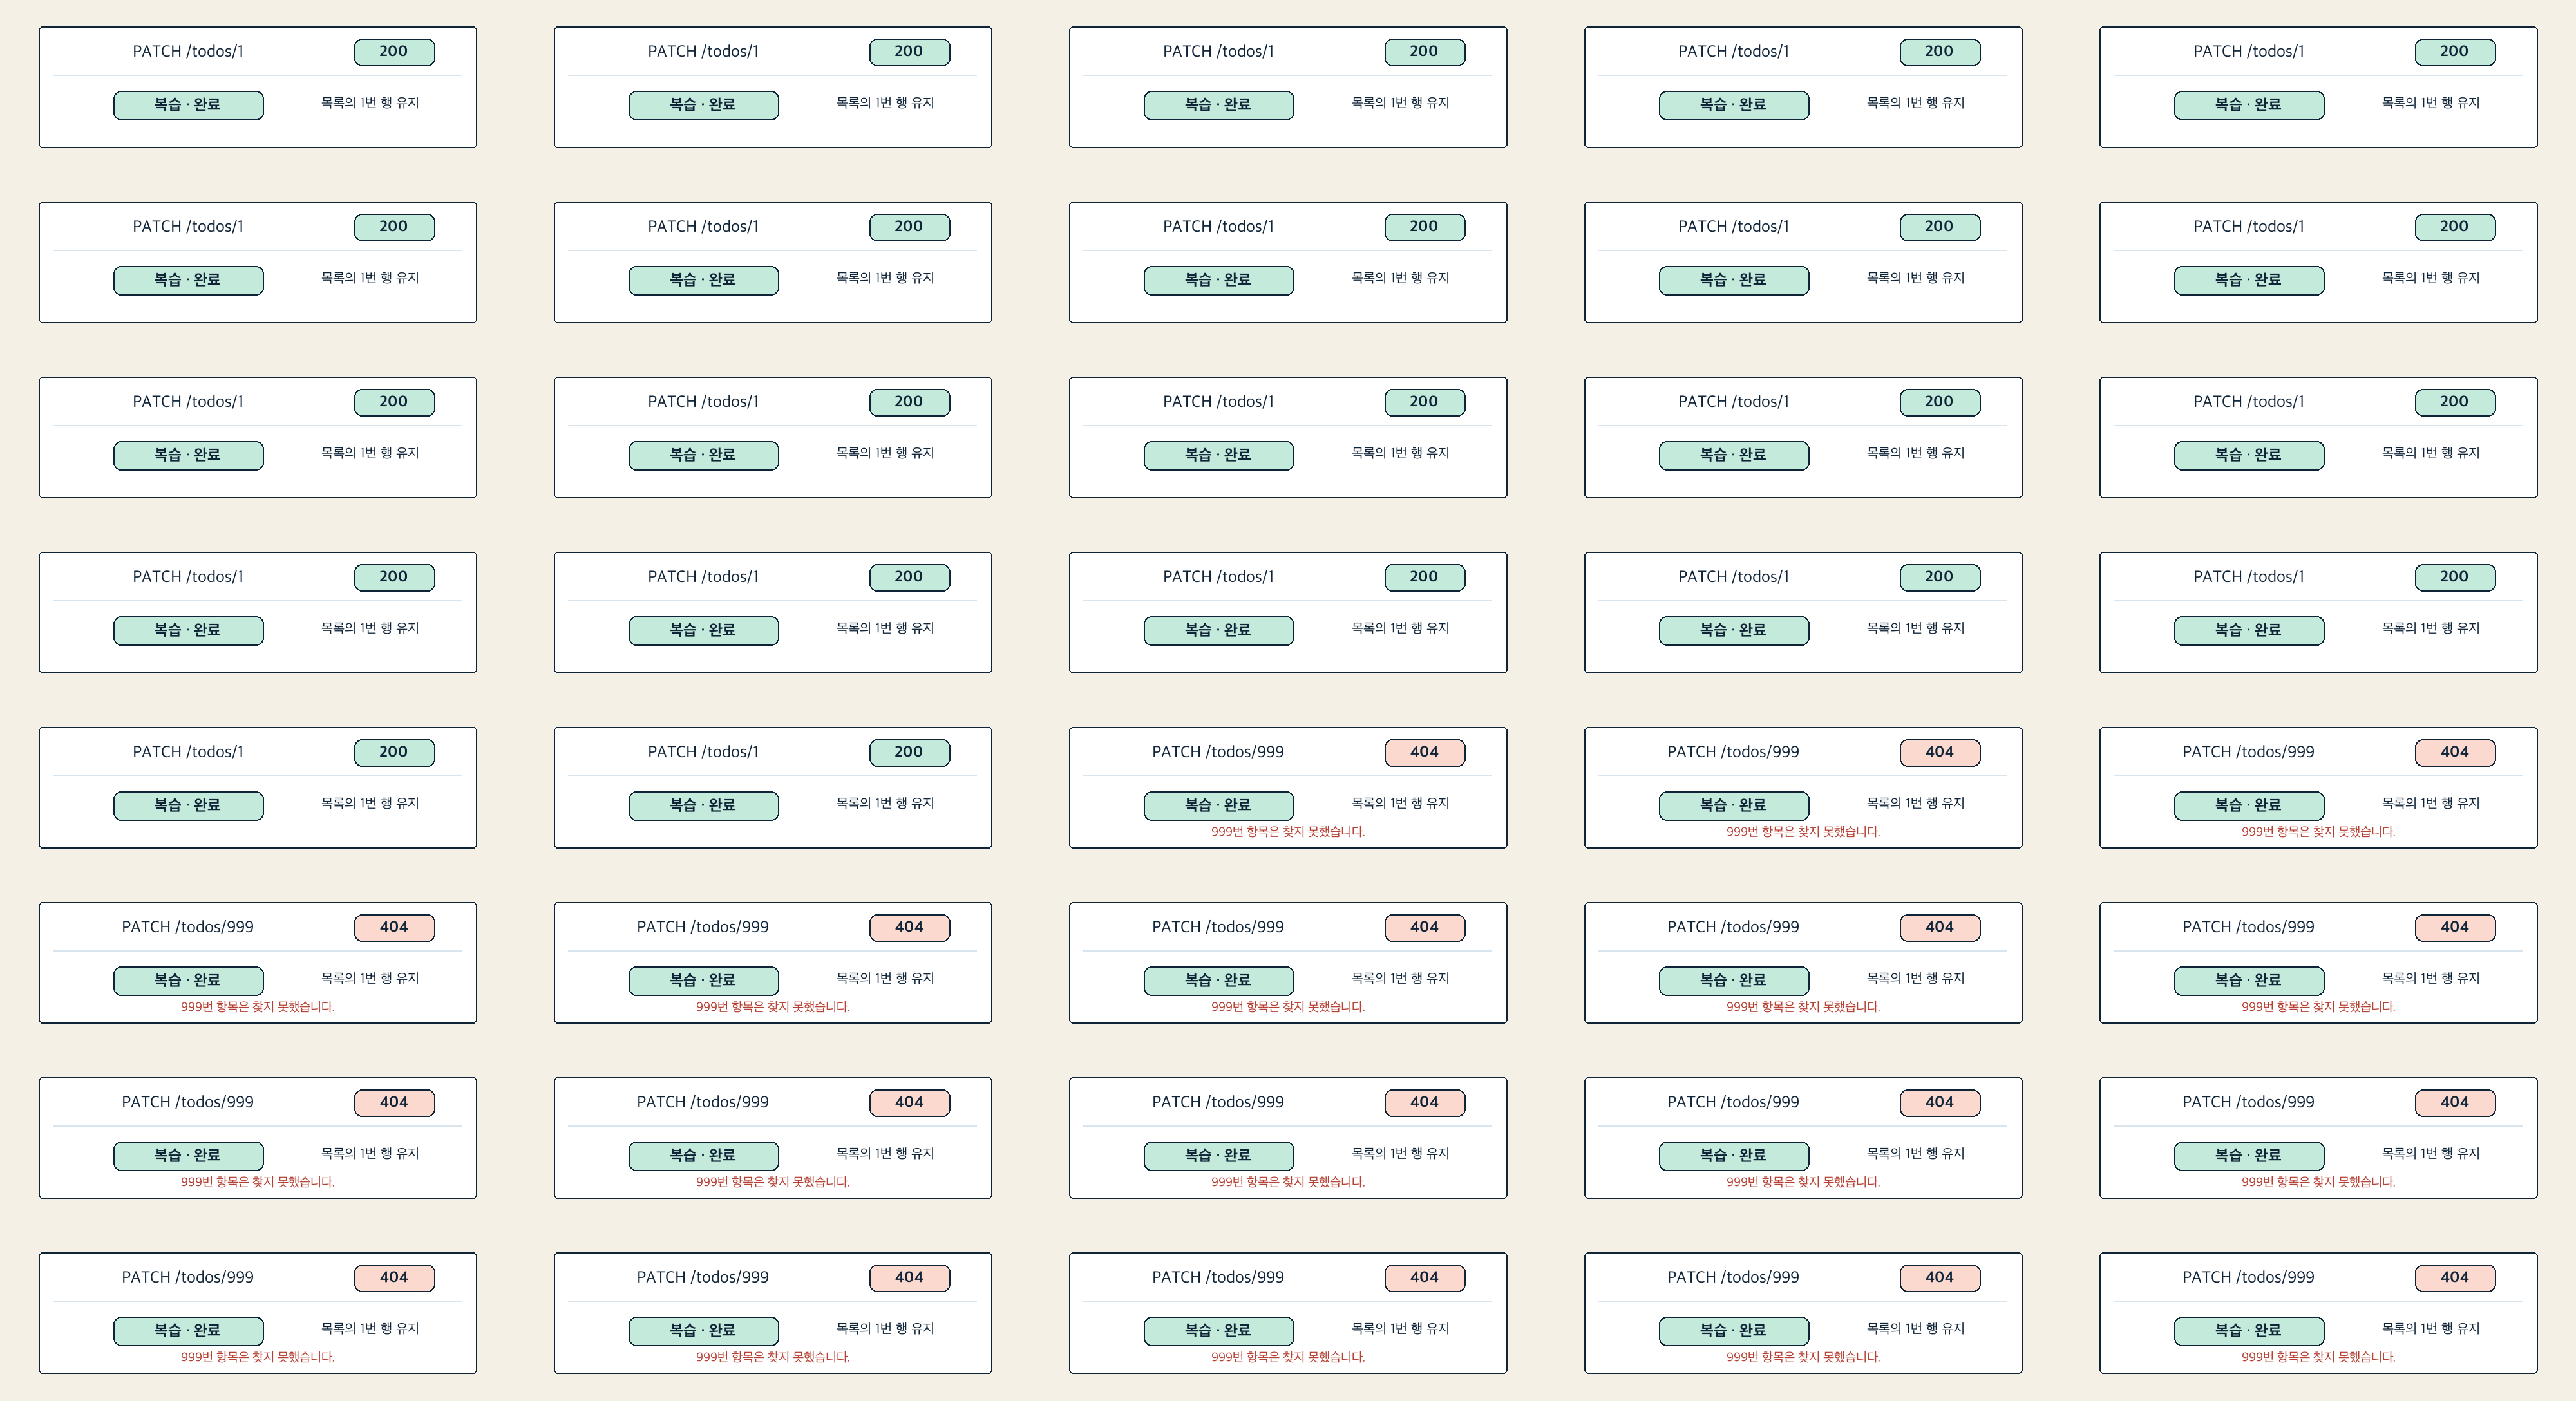 PATCH /todos/1 200
복습 · 완료 목록의 1번 행 유지
PATCH /todos/1 200
복습 · 완료 목록의 1번 행 유지
PATCH /todos/1 200
복습 · 완료 목록의 1번 행 유지
PATCH /todos/1 200
복습 · 완료 목록의 1번 행 유지
PATCH /todos/1 200
복습 · 완료 목록의 1번 행 유지
PATCH /todos/1 200
복습 · 완료 목록의 1번 행 유지
PATCH /todos/1 200
복습 · 완료 목록의 1번 행 유지
PATCH /todos/1 200
복습 · 완료 목록의 1번 행 유지
PATCH /todos/1 200
복습 · 완료 목록의 1번 행 유지
PATCH /todos/1 200
복습 · 완료 목록의 1번 행 유지
PATCH /todos/1 200
복습 · 완료 목록의 1번 행 유지
PATCH /todos/1 200
복습 · 완료 목록의 1번 행 유지
PATCH /todos/1 200
복습 · 완료 목록의 1번 행 유지
PATCH /todos/1 200
복습 · 완료 목록의 1번 행 유지
PATCH /todos/1 200
복습 · 완료 목록의 1번 행 유지
PATCH /todos/1 200
복습 · 완료 목록의 1번 행 유지
PATCH /todos/1 200
복습 · 완료 목록의 1번 행 유지
PATCH /todos/1 200
복습 · 완료 목록의 1번 행 유지
PATCH /todos/1 200
복습 · 완료 목록의 1번 행 유지
PATCH /todos/1 200
복습 · 완료 목록의 1번 행 유지
PATCH /todos/1 200
복습 · 완료 목록의 1번 행 유지
PATCH /todos/1 200
복습 · 완료 목록의 1번 행 유지
PATCH /todos/999 404
복습 · 완료 목록의 1번 행 유지
999번 항목은 찾지 못했습니다.
PATCH /todos/999 404
복습 · 완료 목록의 1번 행 유지
999번 항목은 찾지 못했습니다.
PATCH /todos/999 404
복습 · 완료 목록의 1번 행 유지
999번 항목은 찾지 못했습니다.
PATCH /todos/999 404
복습 · 완료 목록의 1번 행 유지
999번 항목은 찾지 못했습니다.
PATCH /todos/999 404
복습 · 완료 목록의 1번 행 유지
999번 항목은 찾지 못했습니다.
PATCH /todos/999 404
복습 · 완료 목록의 1번 행 유지
999번 항목은 찾지 못했습니다.
PATCH /todos/999 404
복습 · 완료 목록의 1번 행 유지
999번 항목은 찾지 못했습니다.
PATCH /todos/999 404
복습 · 완료 목록의 1번 행 유지
999번 항목은 찾지 못했습니다.
PATCH /todos/999 404
복습 · 완료 목록의 1번 행 유지
999번 항목은 찾지 못했습니다.
PATCH /todos/999 404
복습 · 완료 목록의 1번 행 유지
999번 항목은 찾지 못했습니다.
PATCH /todos/999 404
복습 · 완료 목록의 1번 행 유지
999번 항목은 찾지 못했습니다.
PATCH /todos/999 404
복습 · 완료 목록의 1번 행 유지
999번 항목은 찾지 못했습니다.
PATCH /todos/999 404
복습 · 완료 목록의 1번 행 유지
999번 항목은 찾지 못했습니다.
PATCH /todos/999 404
복습 · 완료 목록의 1번 행 유지
999번 항목은 찾지 못했습니다.
PATCH /todos/999 404
복습 · 완료 목록의 1번 행 유지
999번 항목은 찾지 못했습니다.
PATCH /todos/999 404
복습 · 완료 목록의 1번 행 유지
999번 항목은 찾지 못했습니다.
PATCH /todos/999 404
복습 · 완료 목록의 1번 행 유지
999번 항목은 찾지 못했습니다.
PATCH /todos/999 404
복습 · 완료 목록의 1번 행 유지
999번 항목은 찾지 못했습니다.